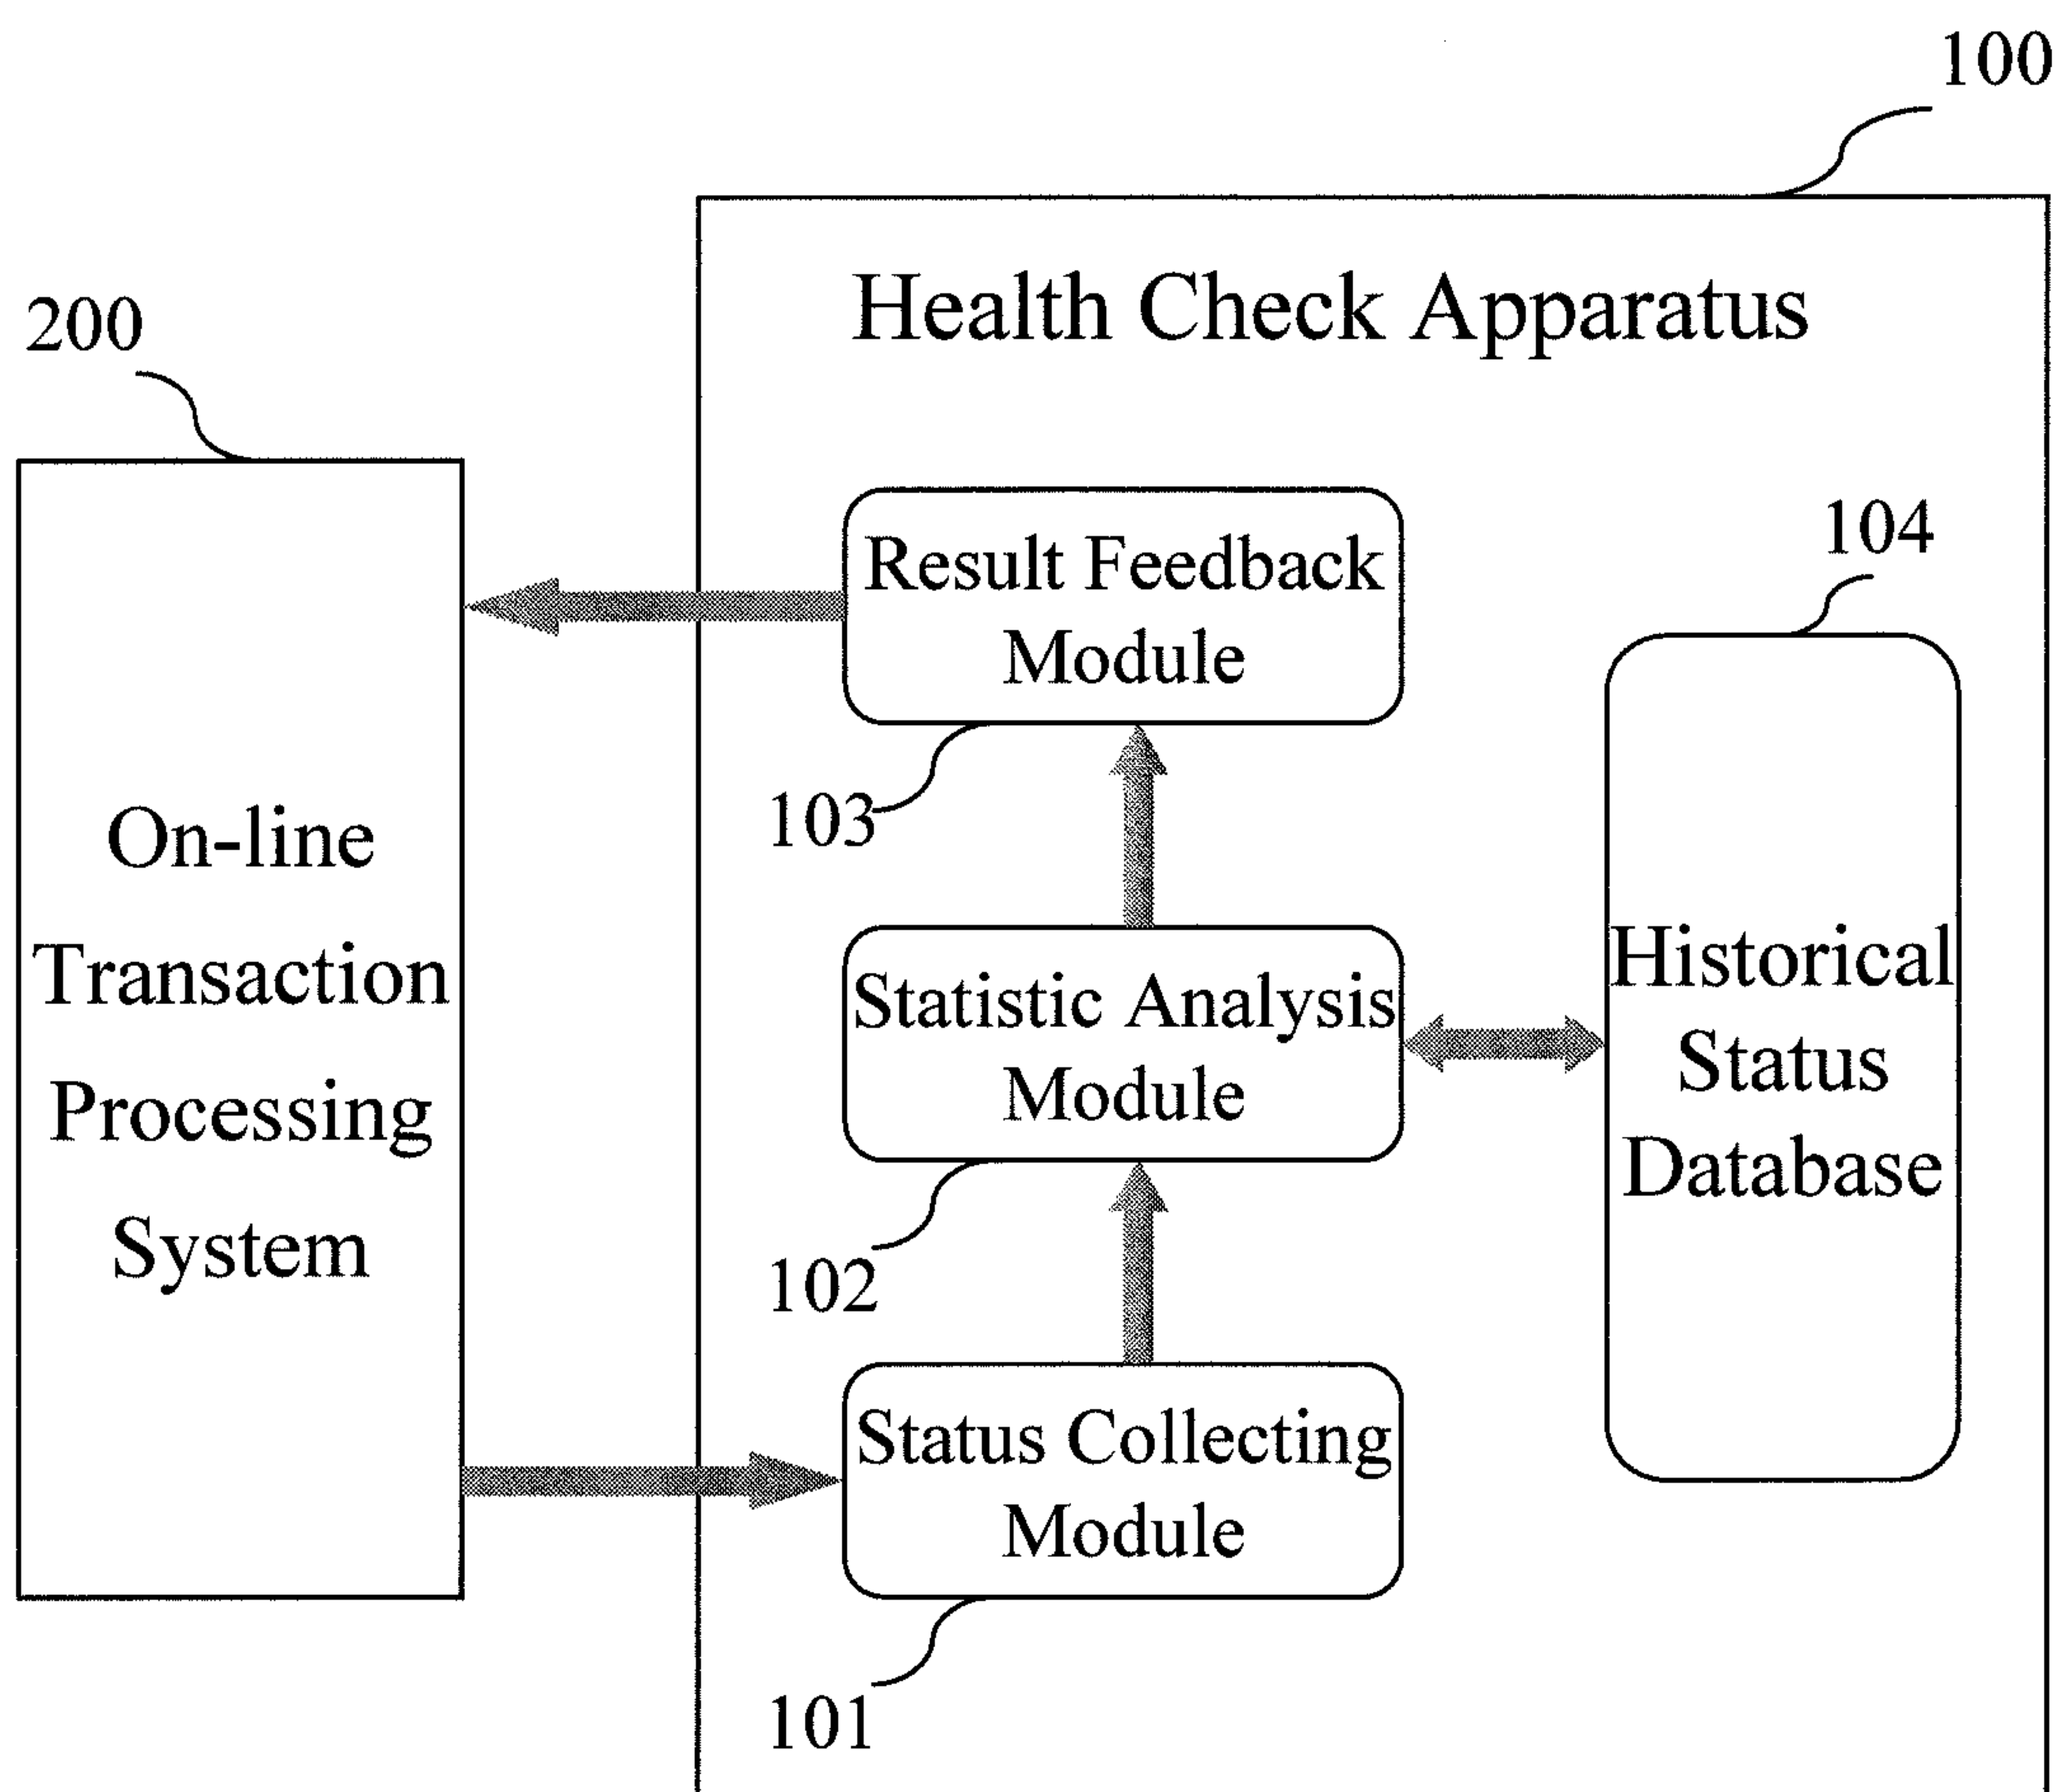 100
Health Check Apparatus
200
Result Feedback
Module
104
103
On-line
Transaction
Processing
System
Statistic Analysis
Module
Historical
Status
Database
102
Status Collecting
Module
101